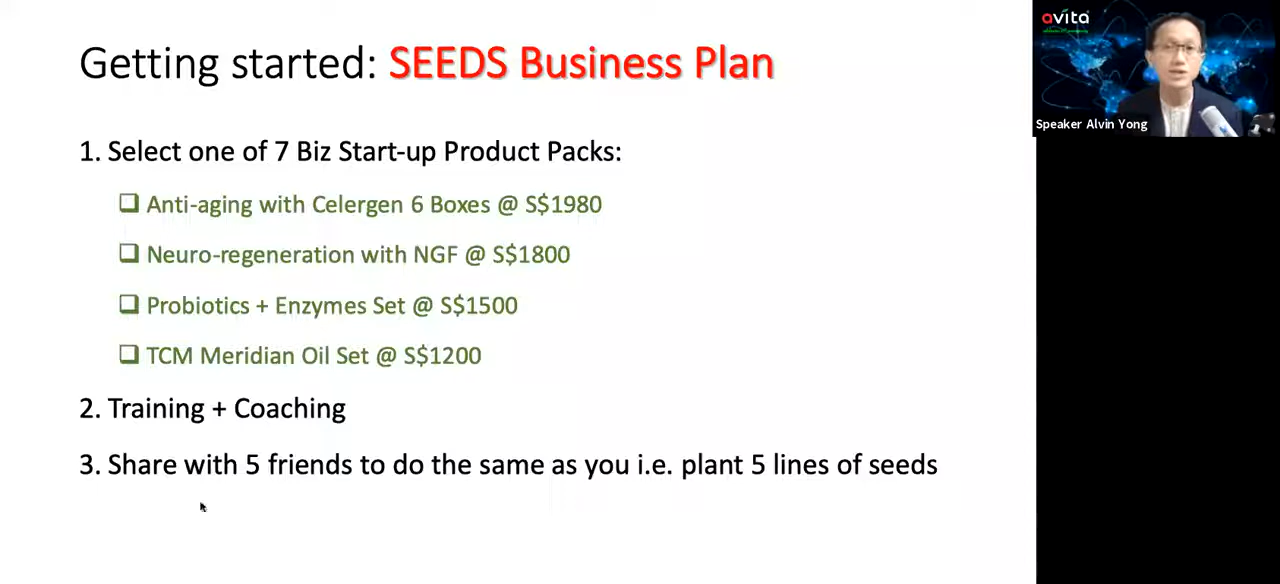 Getting started: SEEDS Business Plan
1. Select one of 7 Biz Start-up Product Packs:
Anti-aging with Celergen 6 Boxes @ S$1980
Neuro-regeneration with NGF @ S$1800
Probiotics + Enzymes Set @ S$1500
TCM Meridian Oil Set @ S$1200
2. Training + Coaching
3. Share with 5 friends to do the same as you i.e. plant 5 lines of seeds
avita
Speaker Alvin Yong